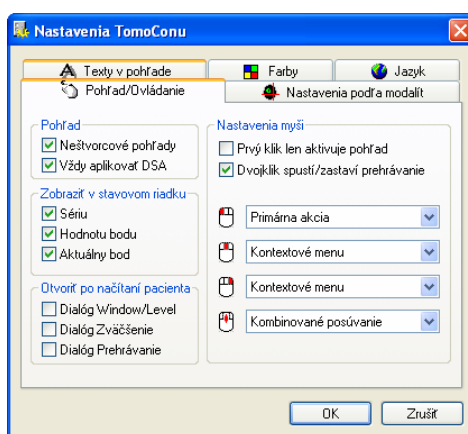 Nastavenia TomoConu
Texty v pohľade
Farby
Jazyk
Pohľad/Ovládanie
Nastavenia podľa modalít
Pohľad
Neštvorcové pohľady
Vždy aplikovať DSA
Zobraziť v stavovom riadku
Sériu
Hodnotu bodu
Aktuálny bod
Otvoriť po načítaní pacienta
Dialóg Window/Level
Dialóg Zväčšenie
Dialóg Prehrávanie
Nastavenia myši
Prvý klik len aktivuje pohľad
Dvojklik spustí/zastaví prehrávanie
Primárna akcia
Kontextové menu
Kontextové menu
Kombinované posúvanie
OK
Zrušiť